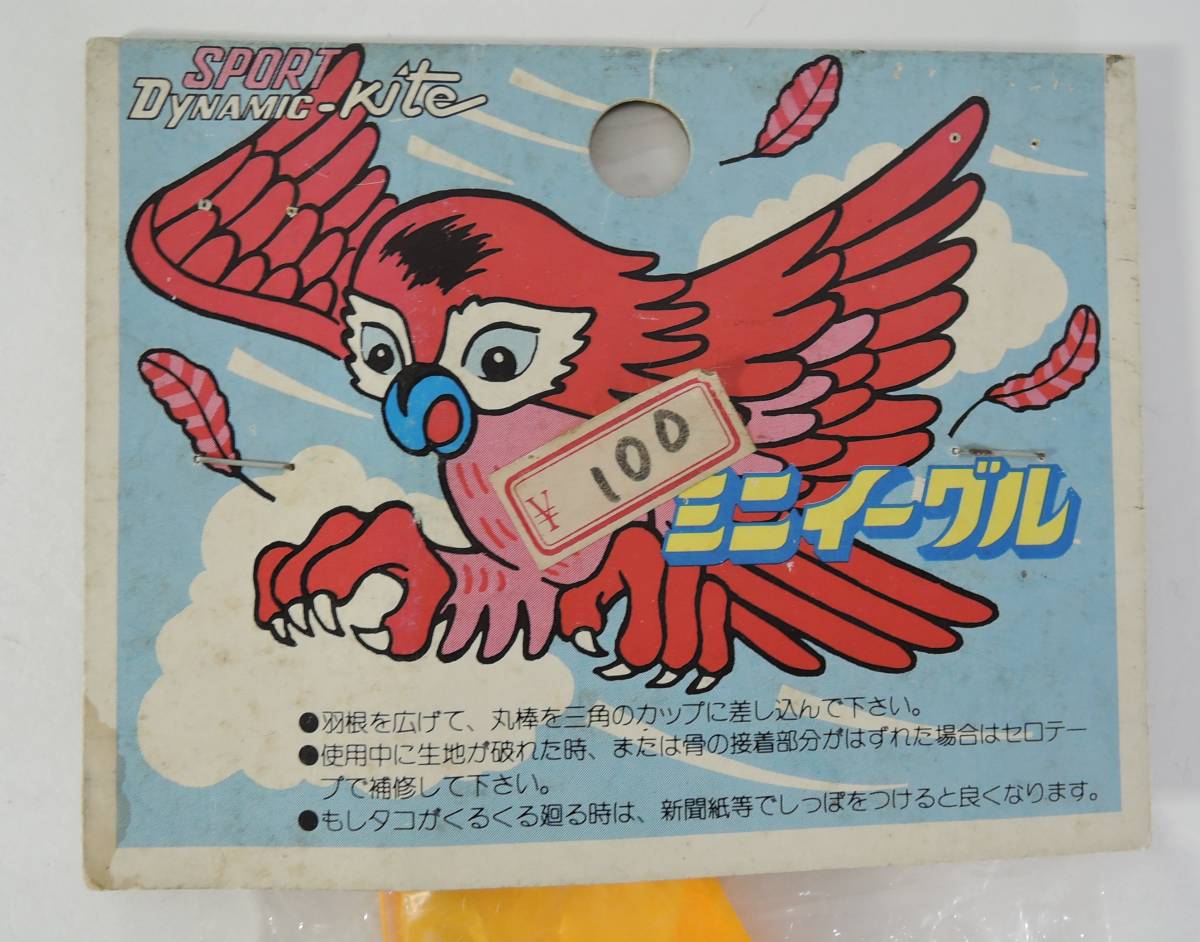 SPORT
DYNAMIC-Kite
¥ 100
ミニイーグル
●羽根を広げて、丸棒を三角のカップに差し込んで下さい。
●使用中に生地が破れた時、または骨の接着部分がはずれた場合はセロテー
プで補修して下さい。
●もしタコがくるくる廻る時は、新聞紙等でしっぽをつけると良くなります。